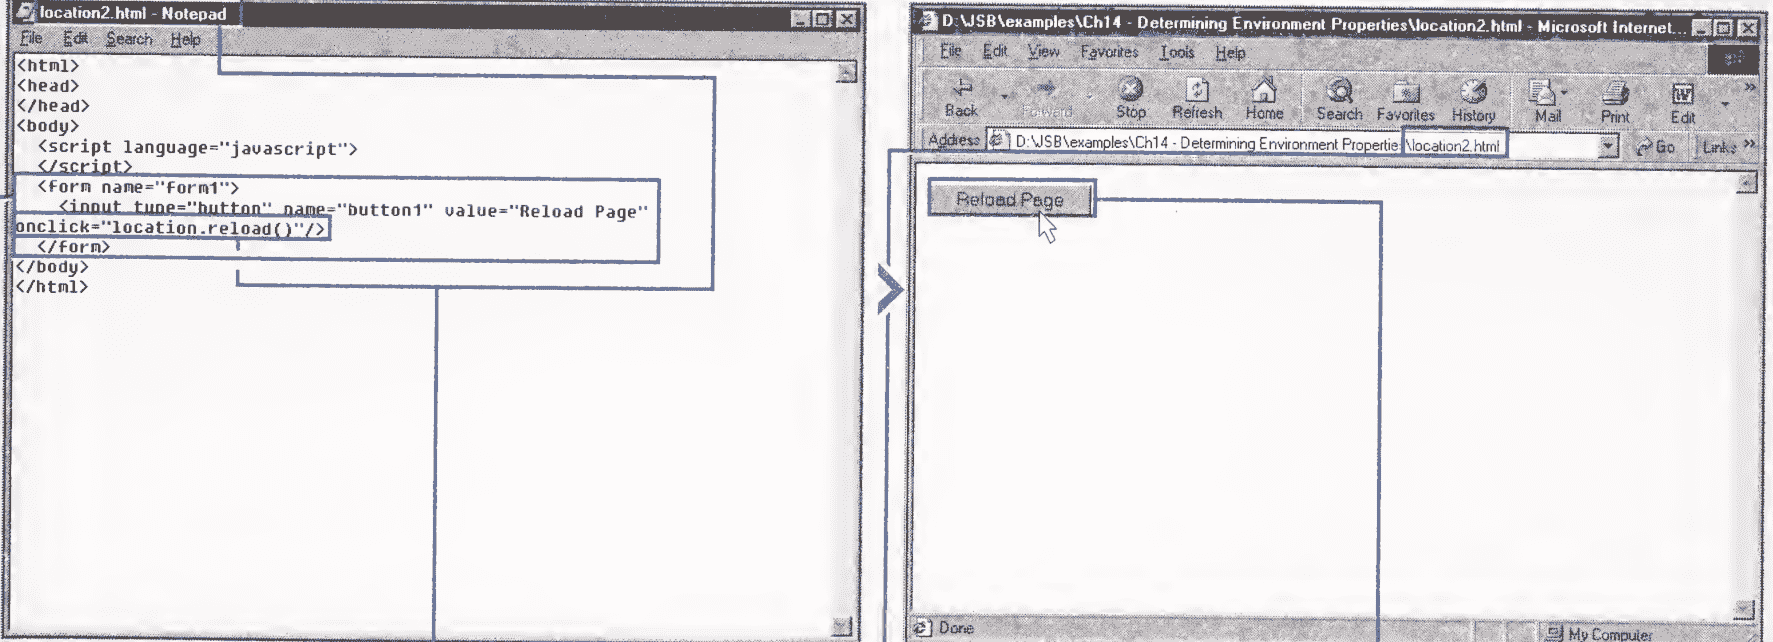 location2.html - Notepad
File Edit Search Help
<html>
<head>
</head>
<body>
<script language="javascript">
</script>
<form name="form1">
<input type="button" name="button1" value="Reload Page"
onclick="location.reload()"/>
</form>
</body>
</html>
D:\JSB\examples\Ch14 - Determining Environment Properties\location2.html - Microsoft Internet...
File Edit View Favorites Tools Help
Back Forward Stop Refresh Home Search Favorites History Mail Print Edit »
Address D:\JSB\examples\Ch14 - Determining Environment Propertie \location2.html Go Links »
Reload Page
Done My Computer